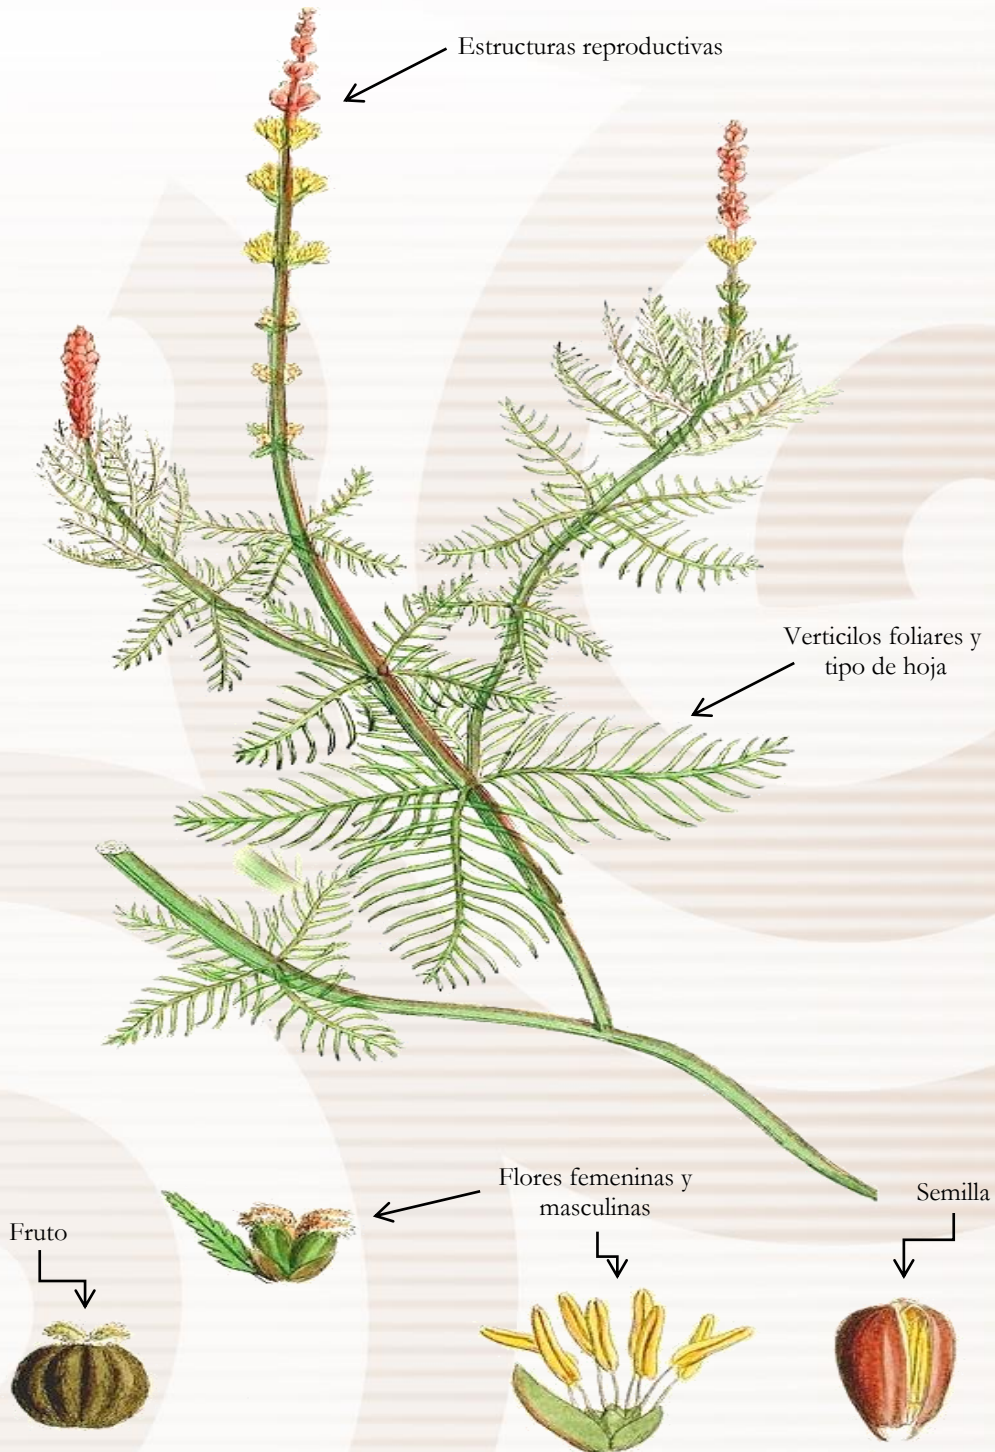 Estructuras reproductivas
Verticilos foliares y
tipo de hoja
Flores femeninas y
masculinas
Semilla
Fruto